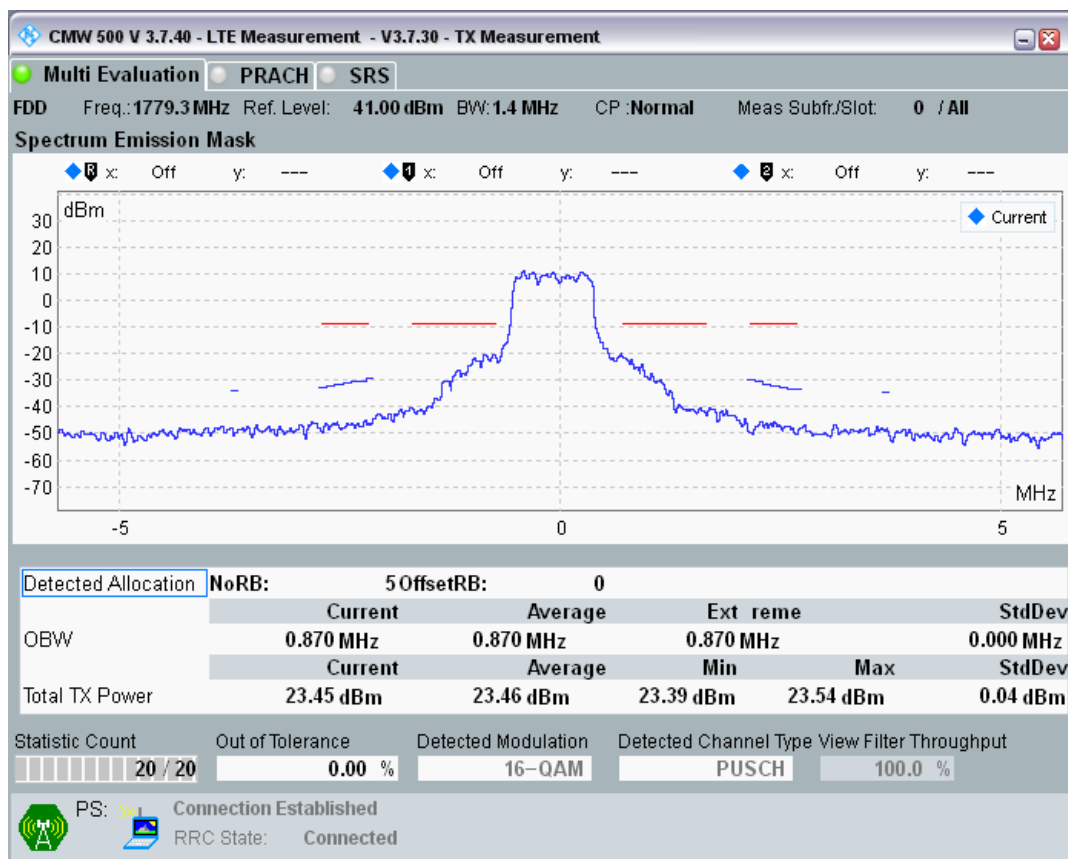 CMW 500 V 3.7.40 - LTE Measurement - V3.7.30 - TX Measurement
Multi Evaluation PRACH SRS
FDD Freq.: 1779.3 MHz Ref. Level: 41.00 dBm BW: 1.4 MHz CP :Normal Meas Subfr./Slot: 0 / All
Spectrum Emission Mask
R x: Off y: --- 1 x: Off y: --- 2 x: Off y: ---
dBm
Current
30
20
10
0
-10
-20
-30
-40
-50
-60
-70
MHz
-5 0 5
Detected Allocation NoRB: 5 OffsetRB: 0
Current Average Ext reme StdDev
OBW 0.870 MHz 0.870 MHz 0.870 MHz 0.000 MHz
Current Average Min Max StdDev
Total TX Power 23.45 dBm 23.46 dBm 23.39 dBm 23.54 dBm 0.04 dBm
Statistic Count Out of Tolerance Detected Modulation Detected Channel Type View Filter Throughput
20 / 20 0.00 % 16-QAM PUSCH 100.0 %
PS: Connection Established
RRC State: Connected